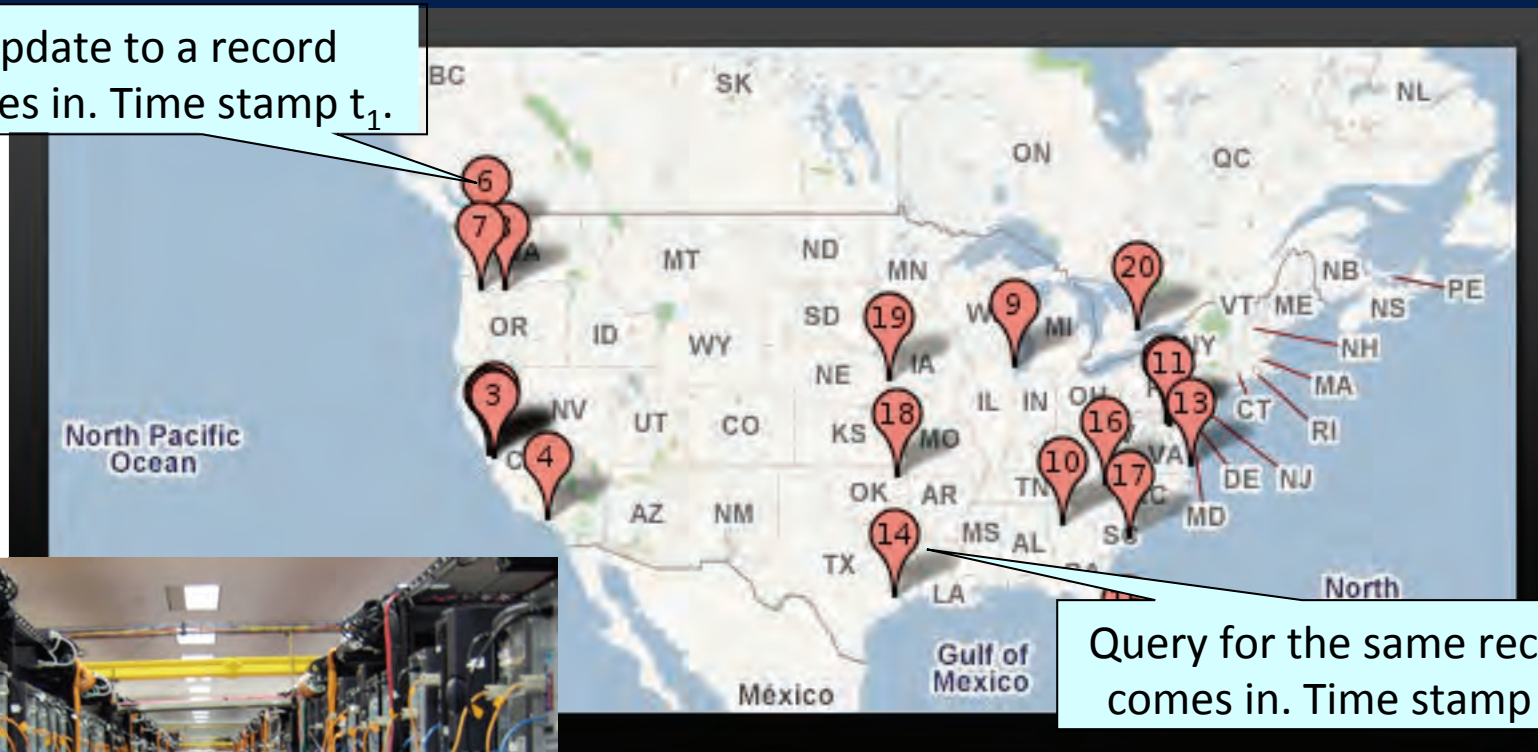 pdate to a record
es in. Time stamp t₁.
BC
SK
NL
ON
QC
6
7
MT
ND
MN
20
NB
PE
VT
ME
NS
OR
ID
SD
19
9
MI
WY
NY
NH
NE
IA
11
MA
3
NV
IL
IN
OH
13
CT
RI
UT
CO
KS
18
MO
16
North Pacific
Ocean
4
10
VA
DE
NJ
TN
17
OK
AR
MD
AZ
NM
14
MS
AL
SC
TX
LA
North
Gulf of
Mexico
México
Query for the same rec
comes in. Time stamp